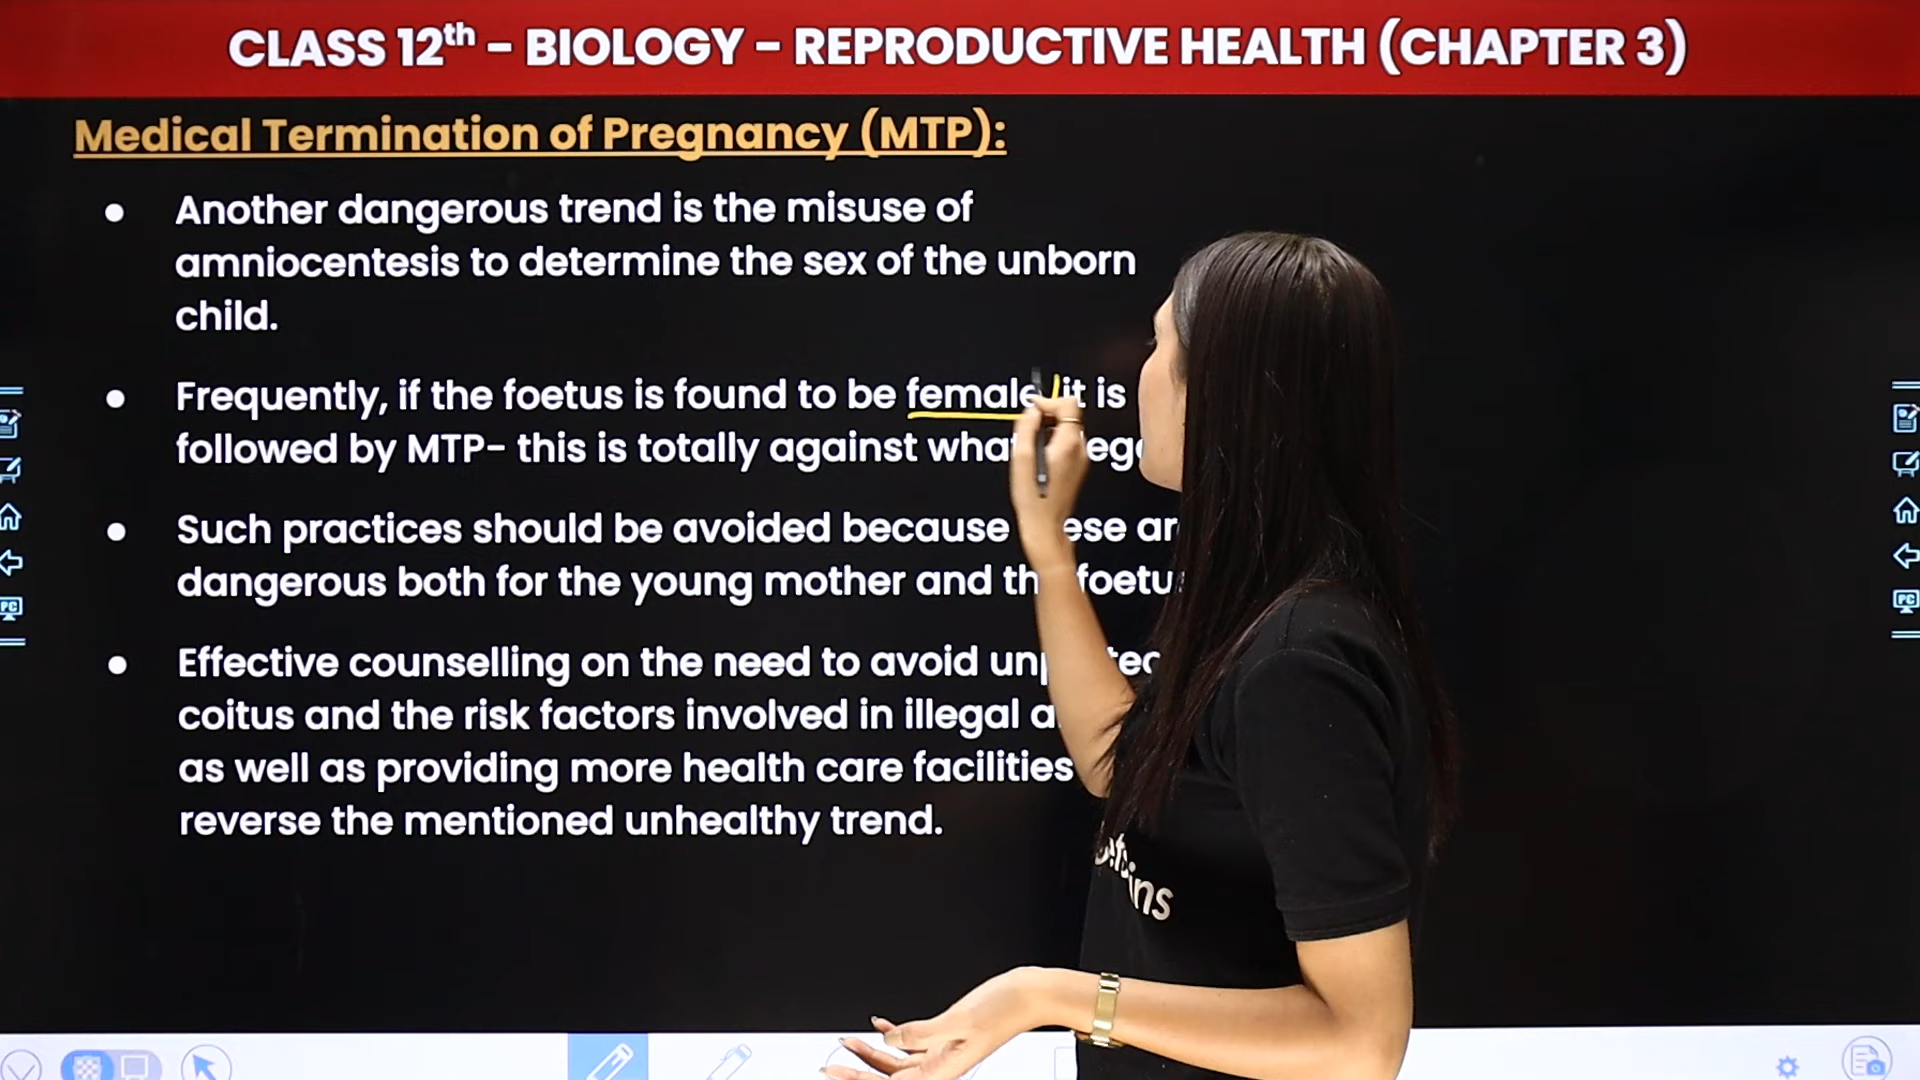 CLASS 12th - BIOLOGY - REPRODUCTIVE HEALTH (CHAPTER 3)
Medical Termination of Pregnancy (MTP):
● Another dangerous trend is the misuse of
amniocentesis to determine the sex of the unborn
child.
● Frequently, if the foetus is found to be female it is
followed by MTP- this is totally against what
● Such practices should be avoided because
dangerous both for the young mother and
● Effective counselling on the need to avoid
coitus and the risk factors involved in illegal
as well as providing more health care facilities
reverse the mentioned unhealthy trend.
PC
PC